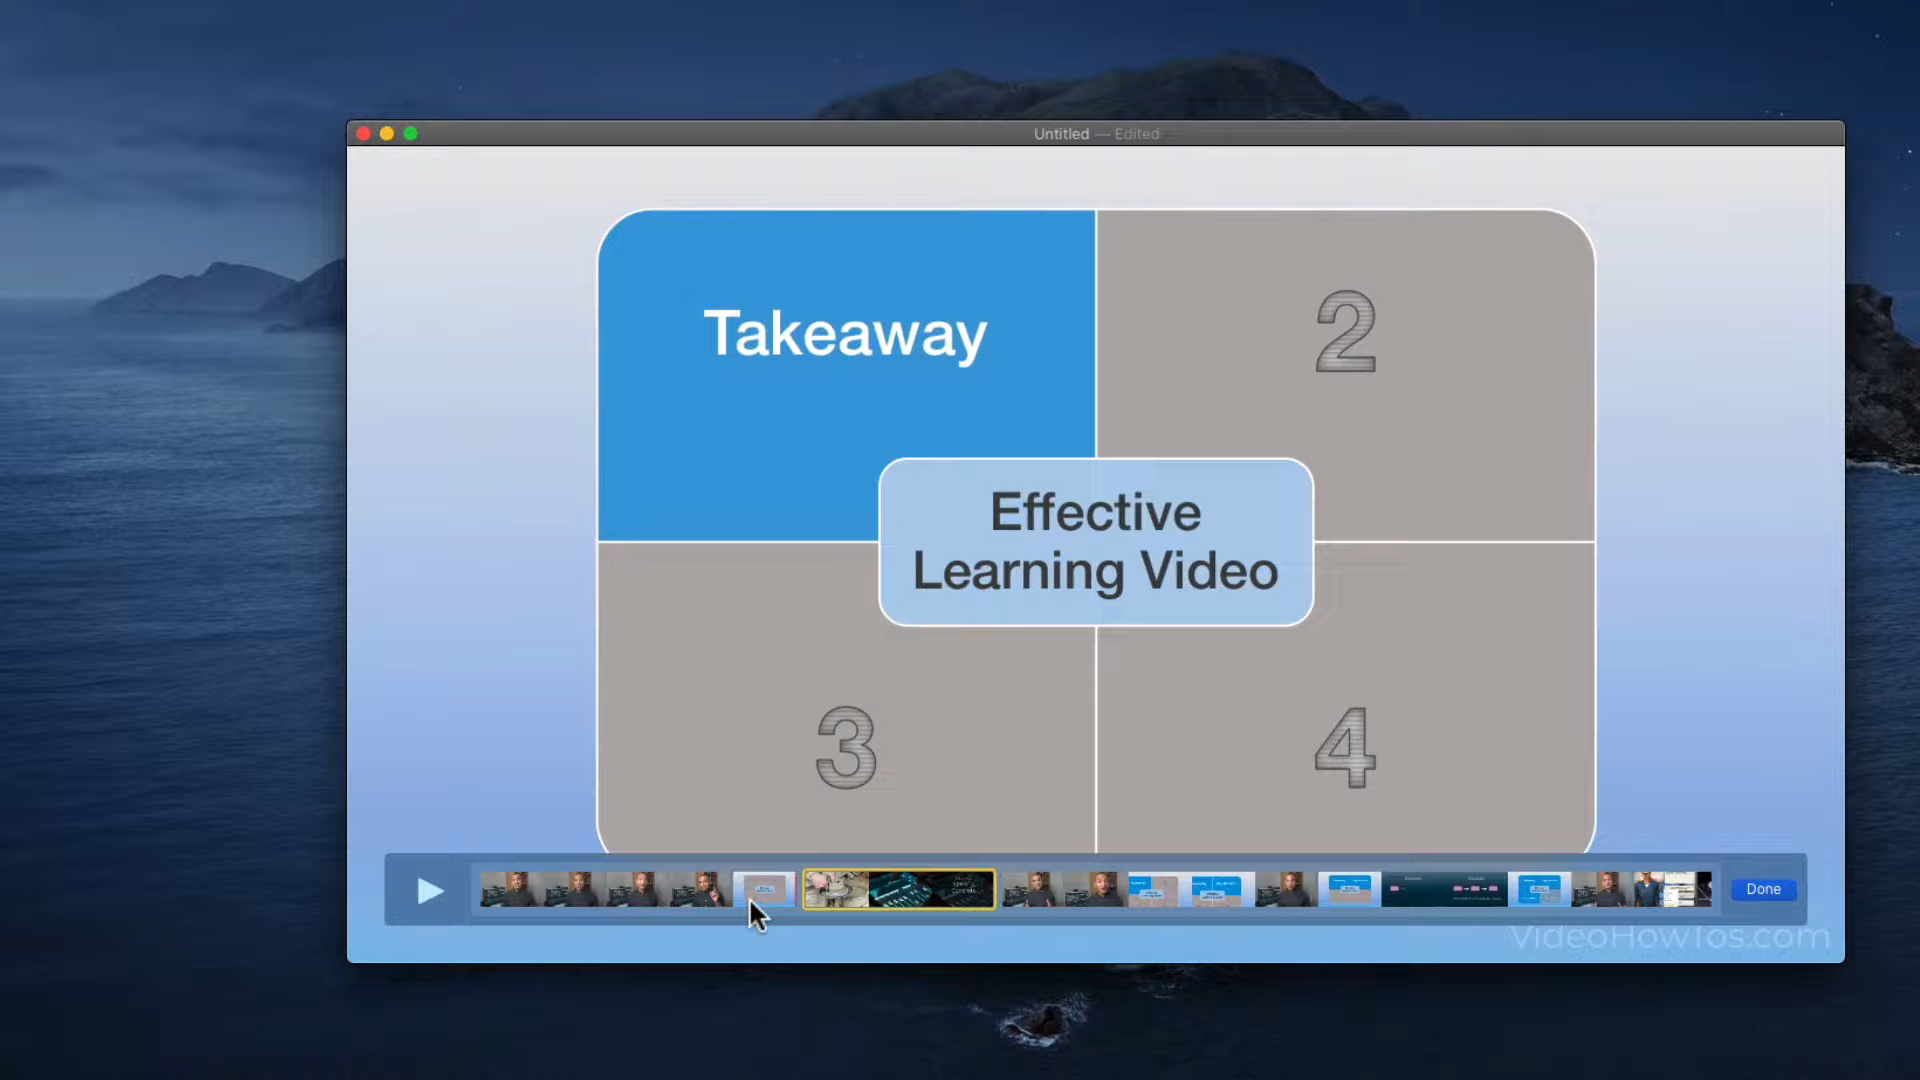 Untitled — Edited
Takeaway
2
Effective
Learning Video
3
4
Done
VideoHowTos.com